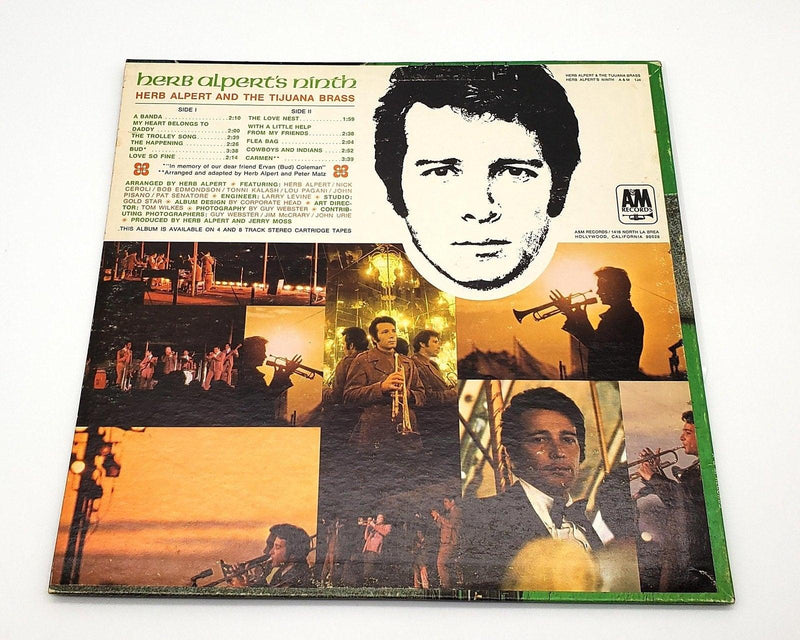 herb alpert's ninth
HERB ALPERT AND THE TIJUANA BRASS
SIDE I
A BANDA 2:10
MY HEART BELONGS TO
DADDY 2:00
THE TROLLEY SONG 2:39
THE HAPPENING 2:26
BUD* 3:38
LOVE SO FINE 2:14
SIDE II
THE LOVE NEST 1:59
WITH A LITTLE HELP
FROM MY FRIENDS 2:38
FLEA BAG 2:04
COWBOYS AND INDIANS 2:52
CARMEN** 3:39
*"In memory of our dear friend Ervan (Bud) Coleman"
**Arranged and adapted by Herb Alpert and Peter Matz
ARRANGED BY HERB ALPERT FEATURING: HERB ALPERT/NICK
CEROLI/BOB EDMONDSON/TONNI KALASH/LOU PAGANI/JOHN
PISANO/PAT SENATORE ENGINEER: LARRY LEVINE STUDIO:
GOLD STAR ALBUM DESIGN BY CORPORATE HEAD ART DIREC-
TOR: TOM WILKES PHOTOGRAPHY BY GUY WEBSTER CONTRIB-
UTING PHOTOGRAPHERS: GUY WEBSTER/JIM McCRARY/JOHN URIE
PRODUCED BY HERB ALPERT AND JERRY MOSS
THIS ALBUM IS AVAILABLE ON 4 AND 8 TRACK STEREO CARTRIDGE TAPES
HERB ALPERT & THE TIJUANA BRASS
HERB ALPERT'S NINTH A & M 134
A&M
RECORDS
A&M RECORDS / 1416 NORTH LA BREA
HOLLYWOOD, CALIFORNIA 90028